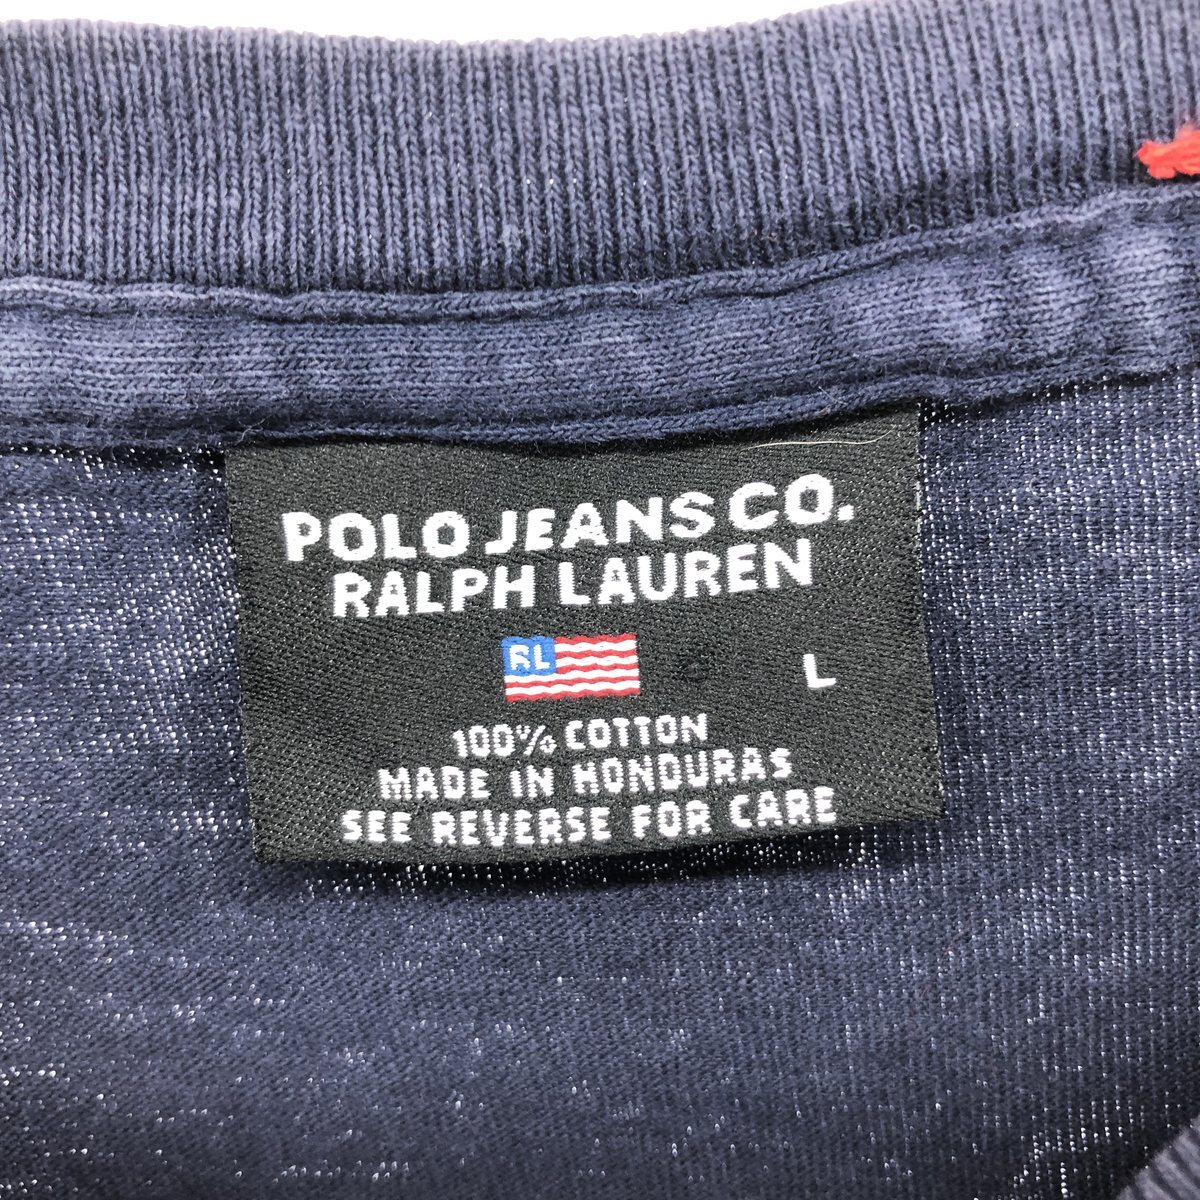 POLO JEANS CO.
RALPH LAUREN
RL
L
100% COTTON
MADE IN HONDURAS
SEE REVERSE FOR CARE